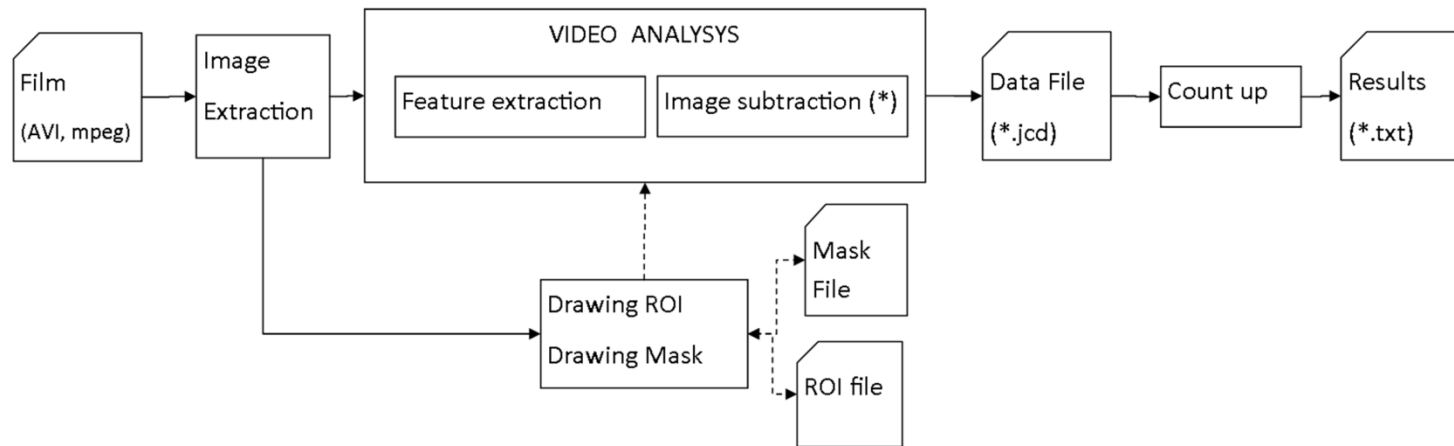 VIDEO ANALYSYS
Film
(AVI, mpeg)
Image
Extraction
Feature extraction
Image subtraction (*)
Data File
(*.jcd)
Count up
Results
(*.txt)
Drawing ROI
Drawing Mask
Mask
File
ROI file